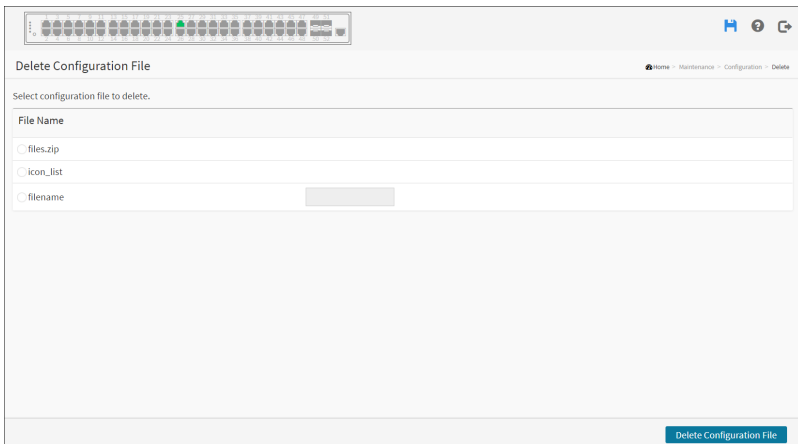 Delete Configuration File
Home > Maintenance > Configuration > Delete
Select configuration file to delete.
File Name
files.zip
icon_list
filename
Delete Configuration File